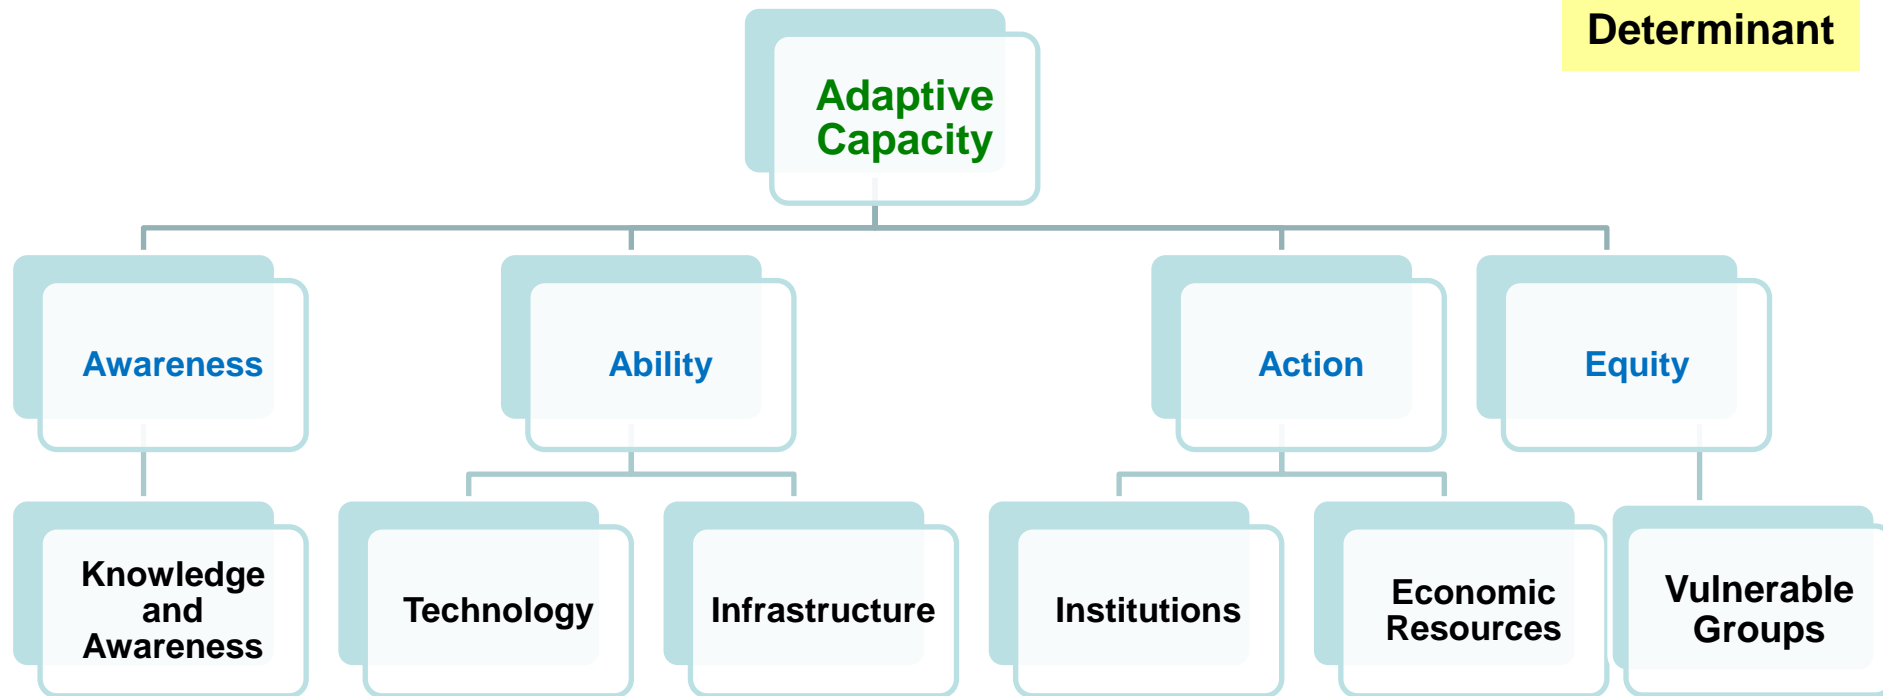 Determinant
Adaptive
Capacity
Awareness
Ability
Action
Equity
Knowledge
and
Awareness
Technology
Infrastructure
Institutions
Economic
Resources
Vulnerable
Groups